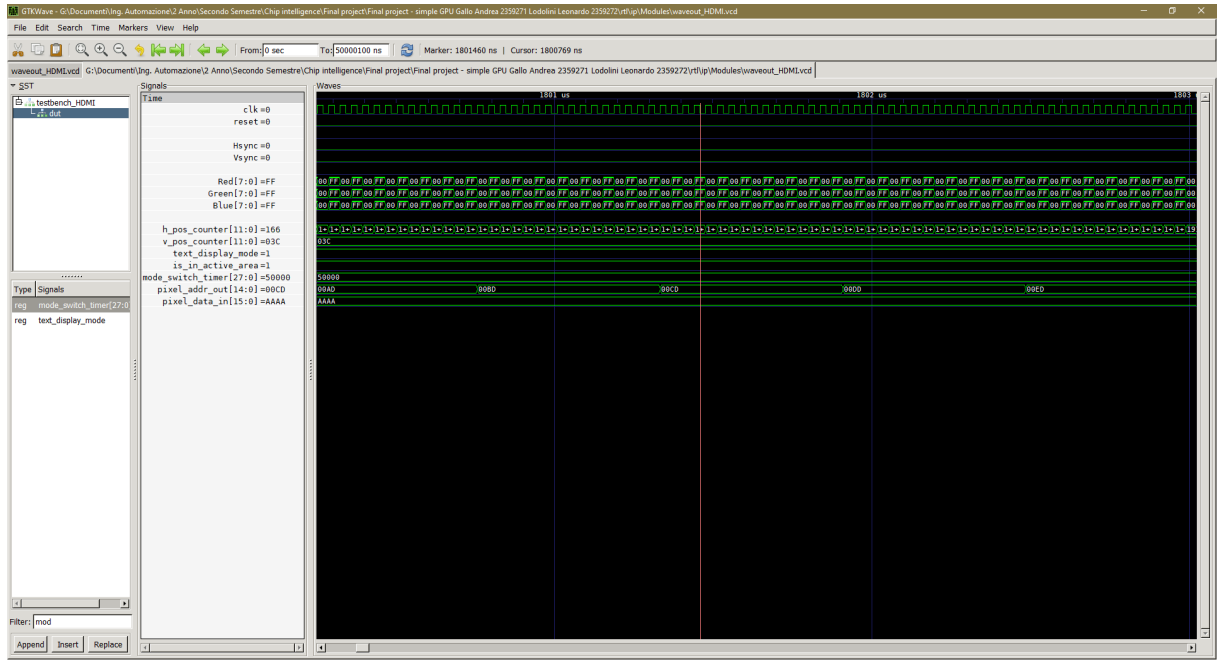 GTKWave - G:\Documenti\Ing. Automazione\2 Anno\Secondo Semestre\Chip intelligence\Final project\Final project - simple GPU Gallo Andrea 2359271 Lodolini Leonardo 2359272\rtl\ip\Modules\waveout_HDMI.vcd
File Edit Search Time Markers View Help
From: 0 sec To: 50000100 ns Marker: 1801460 ns | Cursor: 1800769 ns
waveout_HDMI.vcd G:\Documenti\Ing. Automazione\2 Anno\Secondo Semestre\Chip intelligence\Final project\Final project - simple GPU Gallo Andrea 2359271 Lodolini Leonardo 2359272\rtl\ip\Modules\waveout_HDMI.vcd
SST
testbench_HDMI
dut
Type Signals
reg mode_switch_timer[27:0
reg text_display_mode
Filter: mod
Append Insert Replace
Signals
Time
clk=0
reset=0
Hsync=0
Vsync=0
Red[7:0]=FF
Green[7:0]=FF
Blue[7:0]=FF
h_pos_counter[11:0]=166
v_pos_counter[11:0]=03C
text_display_mode=1
is_in_active_area=1
mode_switch_timer[27:0]=50000
pixel_addr_out[14:0]=00CD
pixel_data_in[15:0]=AAAA
Waves
1801 us 1802 us 1803
03C
50000
00AD 00BD 00CD 00DD 00ED
AAAA